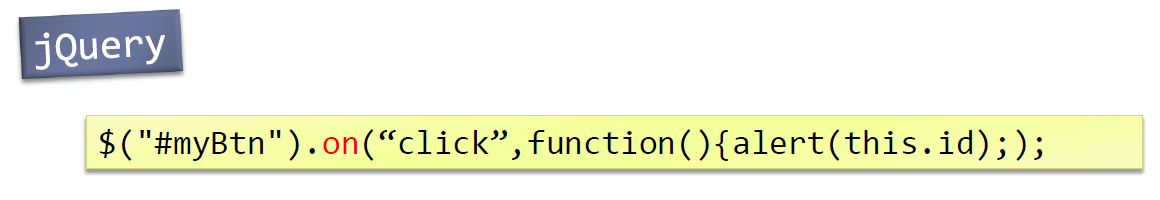 jQuery
$("#myBtn").on(“click”,function(){alert(this.id););